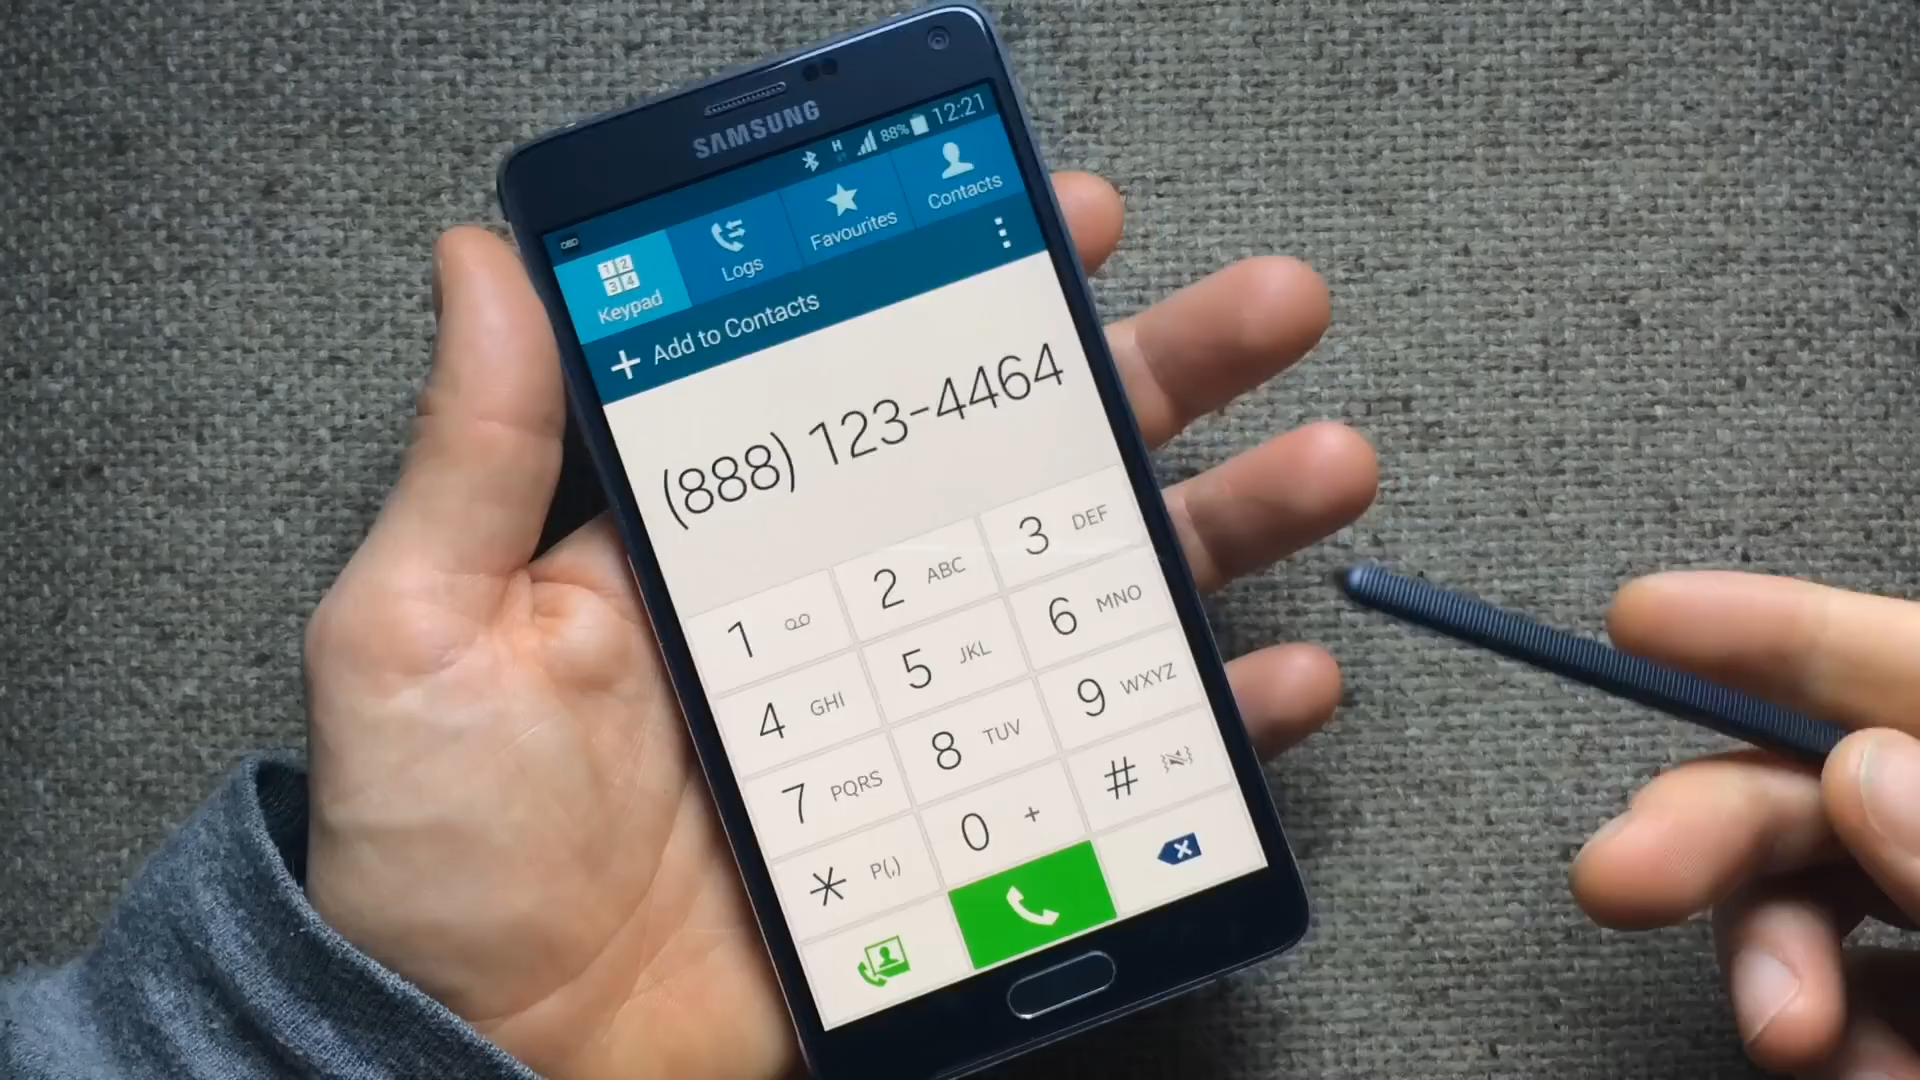 SAMSUNG
H 88% 12:21
Keypad
Logs
Favourites
Contacts
Add to Contacts
(888) 123-4464
1
2 ABC
3 DEF
4 GHI
5 JKL
6 MNO
7 PQRS
8 TUV
9 WXYZ
* P(,)
0 +
#